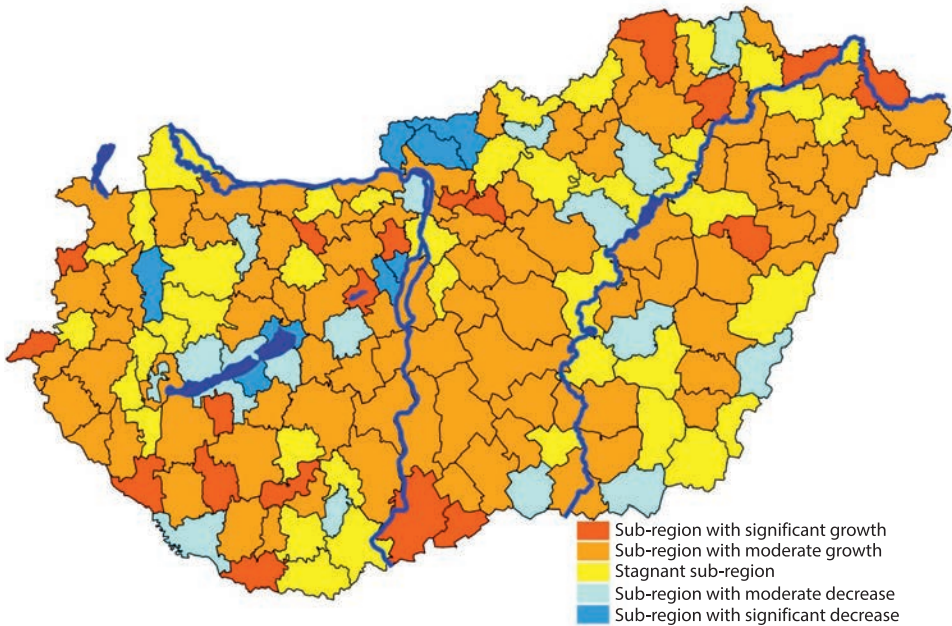 Sub-region with significant growth
Sub-region with moderate growth
Stagnant sub-region
Sub-region with moderate decrease
Sub-region with significant decrease